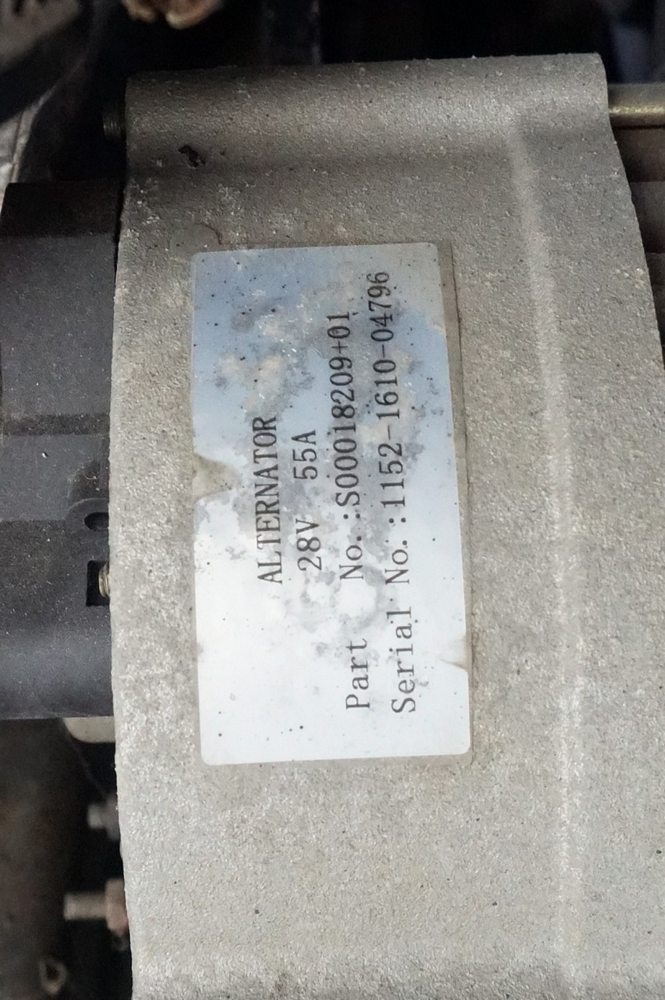 ALTERNATOR
28V 55A
Part No.:S00018209+01
Serial No.:1152-1610-04796